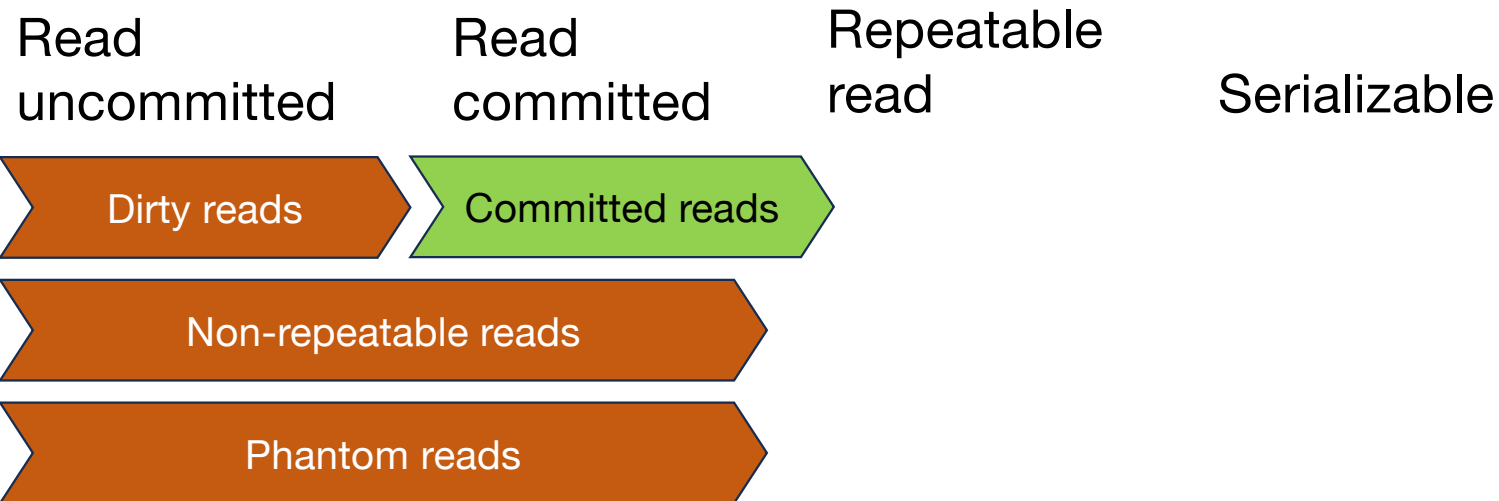 Read
uncommitted
Read
committed
Repeatable
read
Serializable
Dirty reads
Committed reads
Non-repeatable reads
Phantom reads